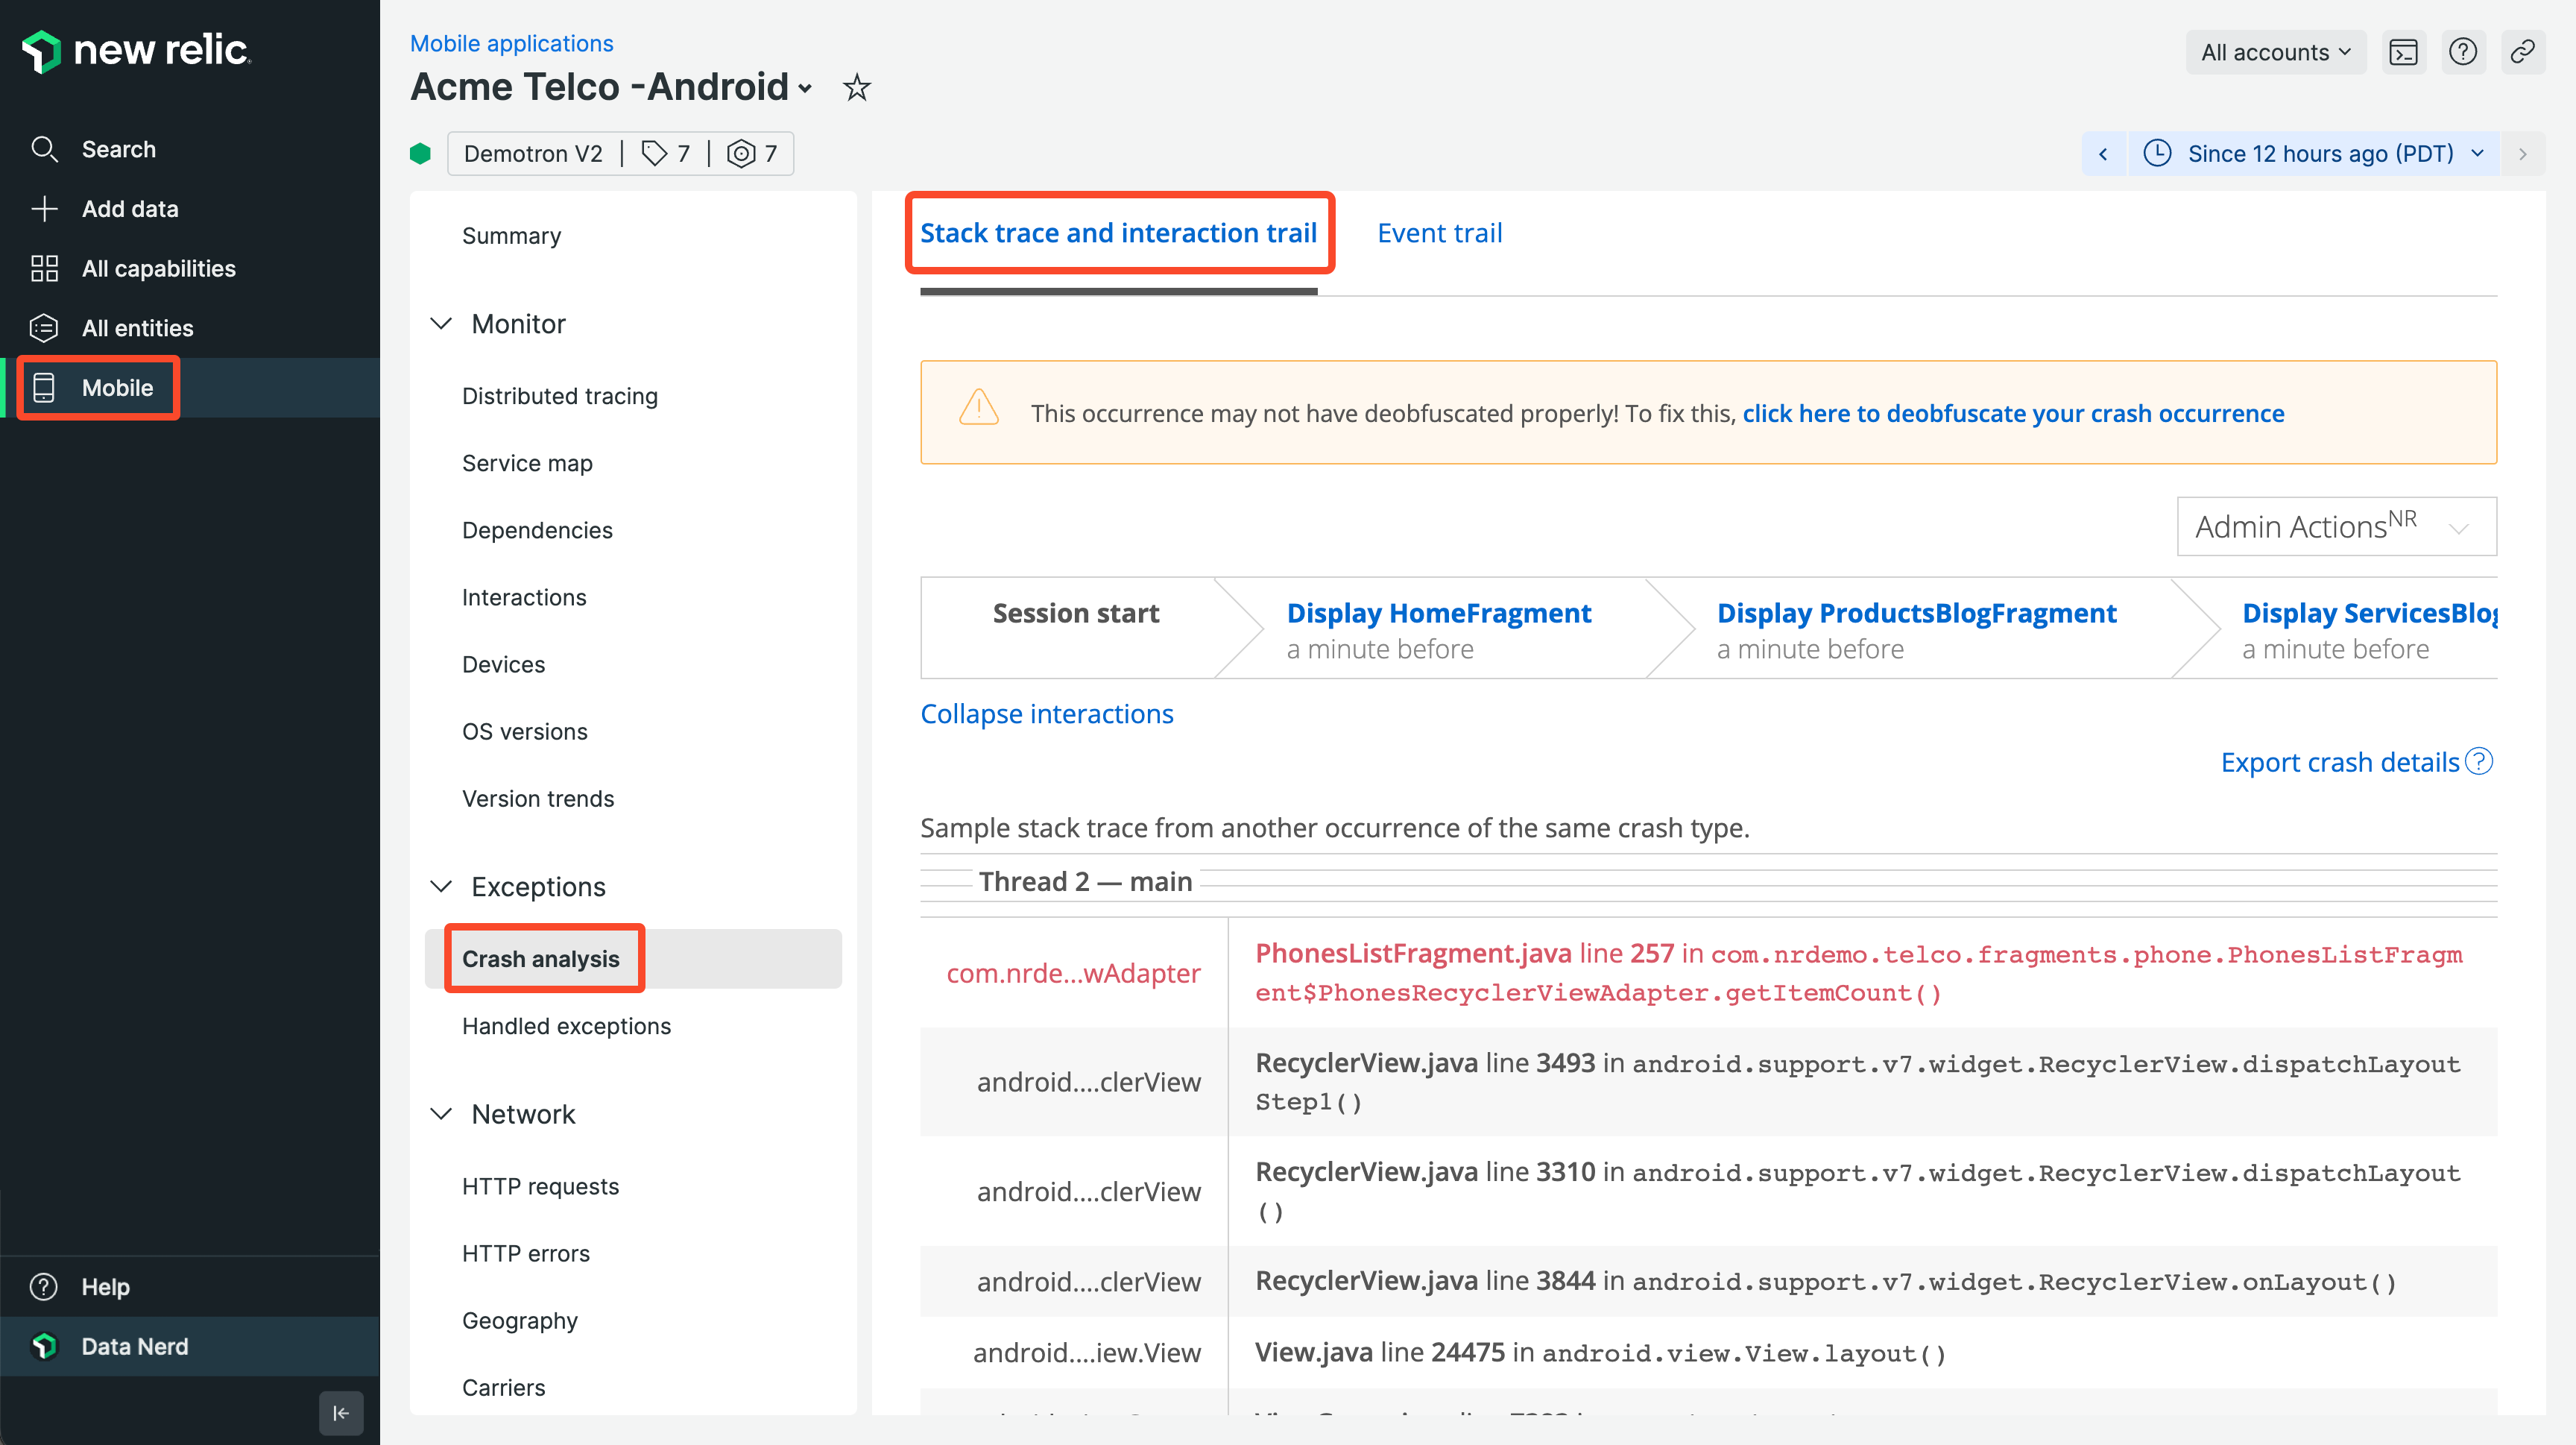 new relic
Search
Add data
All capabilities
All entities
Mobile
Help
Data Nerd
Mobile applications
Acme Telco -Android
All accounts
Demotron V2 | 7 | 7
Since 12 hours ago (PDT)
Summary
Monitor
Distributed tracing
Service map
Dependencies
Interactions
Devices
OS versions
Version trends
Exceptions
Crash analysis
Handled exceptions
Network
HTTP requests
HTTP errors
Geography
Carriers
Stack trace and interaction trail
Event trail
This occurrence may not have deobfuscated properly! To fix this, click here to deobfuscate your crash occurrence
Admin ActionsNR
Session start
Display HomeFragment
a minute before
Display ProductsBlogFragment
a minute before
Display ServicesBlog
a minute before
Collapse interactions
Export crash details ?
Sample stack trace from another occurrence of the same crash type.
Thread 2 — main
com.nrde...wAdapter
PhonesListFragment.java line 257 in com.nrdemo.telco.fragments.phone.PhonesListFragm
ent$PhonesRecyclerViewAdapter.getItemCount()
android....clerView
RecyclerView.java line 3493 in android.support.v7.widget.RecyclerView.dispatchLayout
Step1()
android....clerView
RecyclerView.java line 3310 in android.support.v7.widget.RecyclerView.dispatchLayout
()
android....clerView
RecyclerView.java line 3844 in android.support.v7.widget.RecyclerView.onLayout()
android....iew.View
View.java line 24475 in android.view.View.layout()